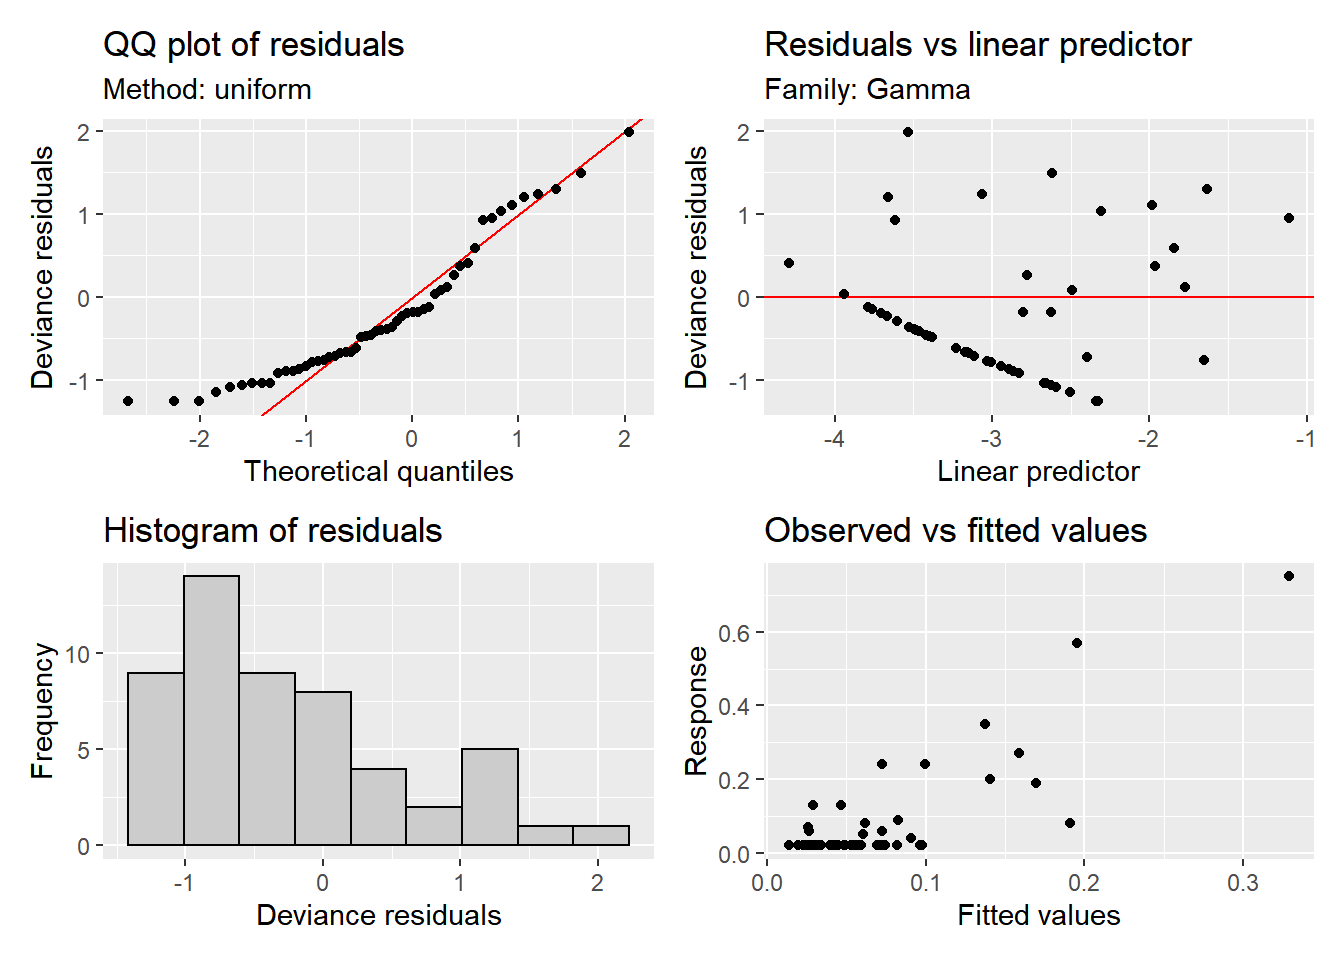 QQ plot of residuals
Method: uniform
Deviance residuals
2
1
0
-1
-2
-1
0
1
2
Theoretical quantiles
Residuals vs linear predictor
Family: Gamma
Deviance residuals
2
1
0
-1
-4
-3
-2
-1
Linear predictor
Histogram of residuals
Frequency
10
5
0
-1
0
1
2
Deviance residuals
Observed vs fitted values
Response
0.6
0.4
0.2
0.0
0.0
0.1
0.2
0.3
Fitted values